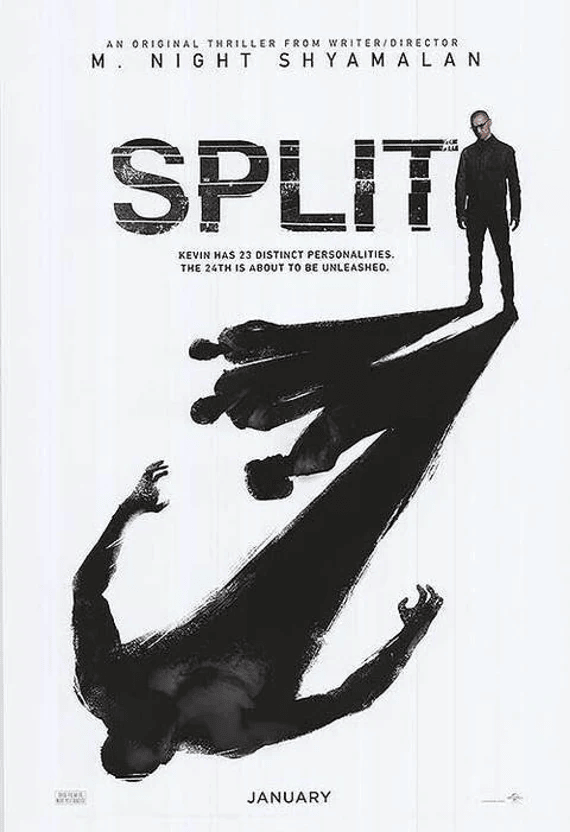 AN ORIGINAL THRILLER FROM WRITER/DIRECTOR
M. NIGHT SHYAMALAN
SPLIT
KEVIN HAS 23 DISTINCT PERSONALITIES.
THE 24TH IS ABOUT TO BE UNLEASHED.
JANUARY